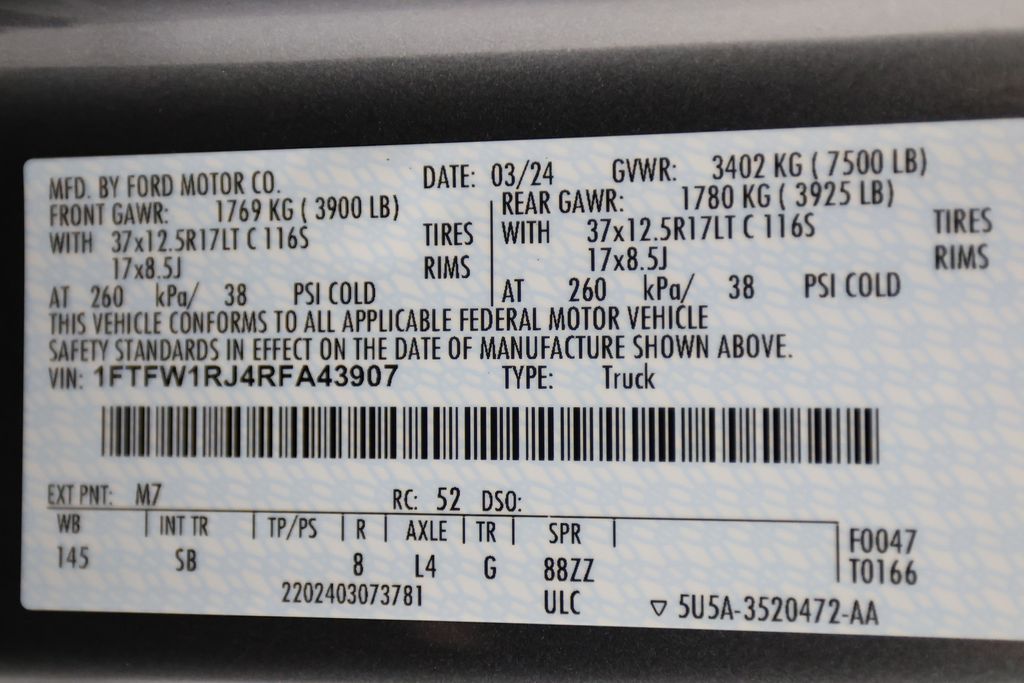 MFD. BY FORD MOTOR CO. DATE: 03/24 GVWR: 3402 KG ( 7500 LB)
FRONT GAWR: 1769 KG ( 3900 LB) REAR GAWR: 1780 KG ( 3925 LB)
WITH 37x12.5R17LT C 116S TIRES WITH 37x12.5R17LT C 116S TIRES
17x8.5J RIMS 17x8.5J RIMS
AT 260 kPa/ 38 PSI COLD AT 260 kPa/ 38 PSI COLD
THIS VEHICLE CONFORMS TO ALL APPLICABLE FEDERAL MOTOR VEHICLE
SAFETY STANDARDS IN EFFECT ON THE DATE OF MANUFACTURE SHOWN ABOVE.
VIN: 1FTFW1RJ4RFA43907 TYPE: Truck
EXT PNT: M7 RC: 52 DSO:
WB INT TR TP/PS R AXLE TR SPR F0047
145 SB 8 L4 G 88ZZ T0166
2202403073781 ULC ▽ 5U5A-3520472-AA